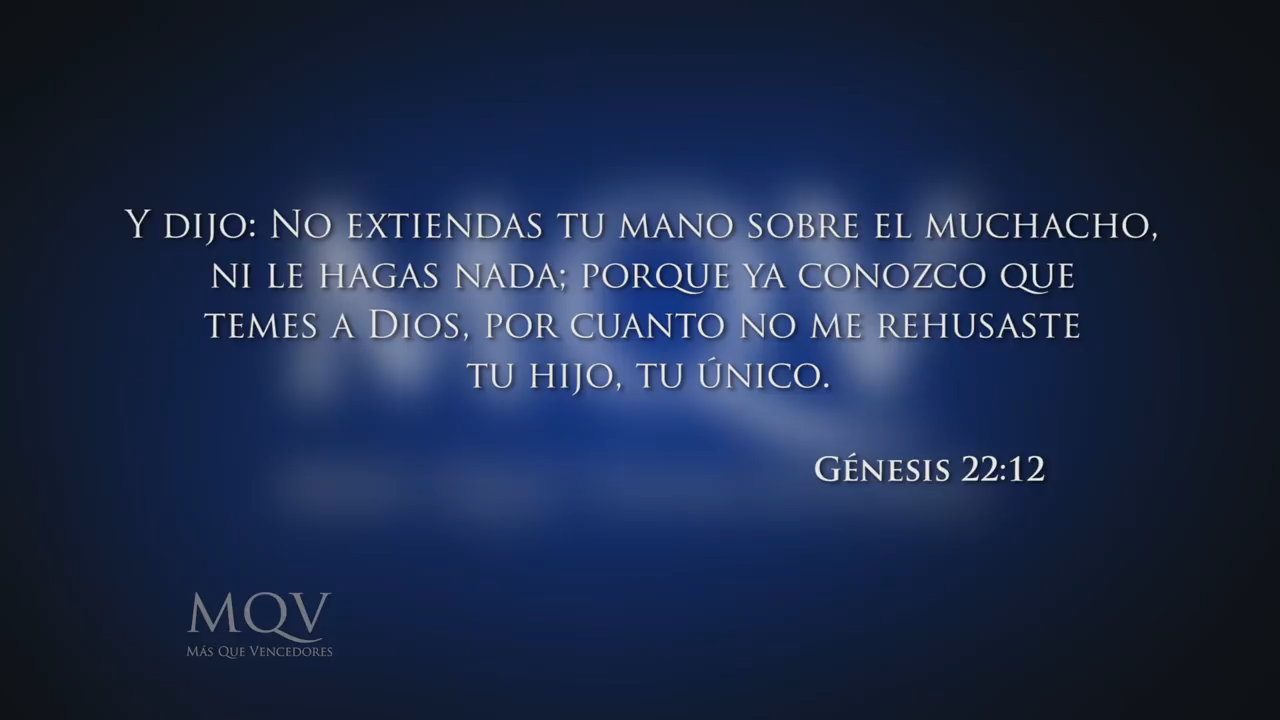 Y dijo: No extiendas tu mano sobre el muchacho,
ni le hagas nada; porque ya conozco que
temes a Dios, por cuanto no me rehusaste
tu hijo, tu único.
Génesis 22:12
MQV
Más Que Vencedores